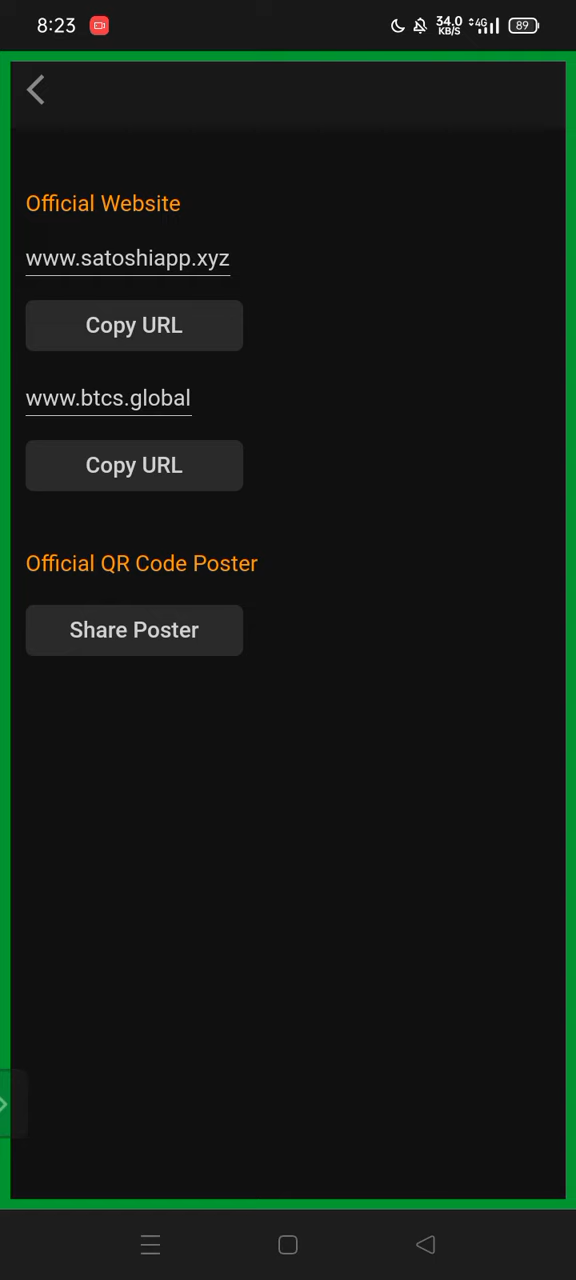 8:23
34.0
KB/S
4G
89
Official Website
www.satoshiapp.xyz
Copy URL
www.btcs.global
Copy URL
Official QR Code Poster
Share Poster